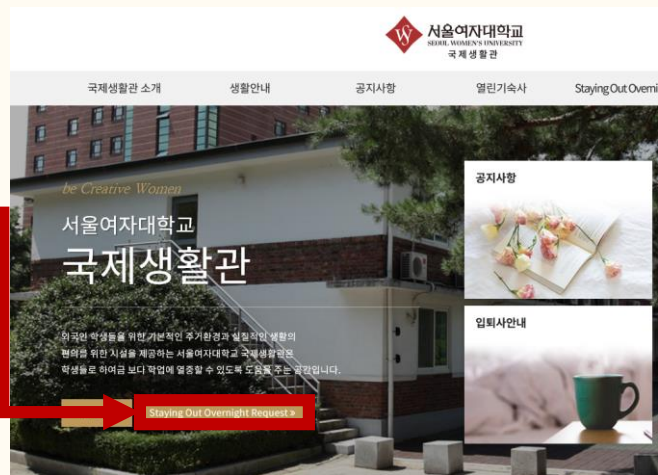 서울여자대학교
SEOUL WOMEN'S UNIVERSITY
국제생활관
국제생활관 소개
생활안내
공지사항
열린기숙사
Staying Out Overni
be Creative Women
서울여자대학교
국제생활관
외국인 학생들을 위한 기본적인 주거환경과 실질적인 생활의
편의를 위한 시설을 제공하는 서울여자대학교 국제생활관은
학생들로 하여금 보다 학업에 열중할 수 있도록 도움을 주는 공간입니다.
Staying Out Overnight Request »
공지사항
입퇴사안내